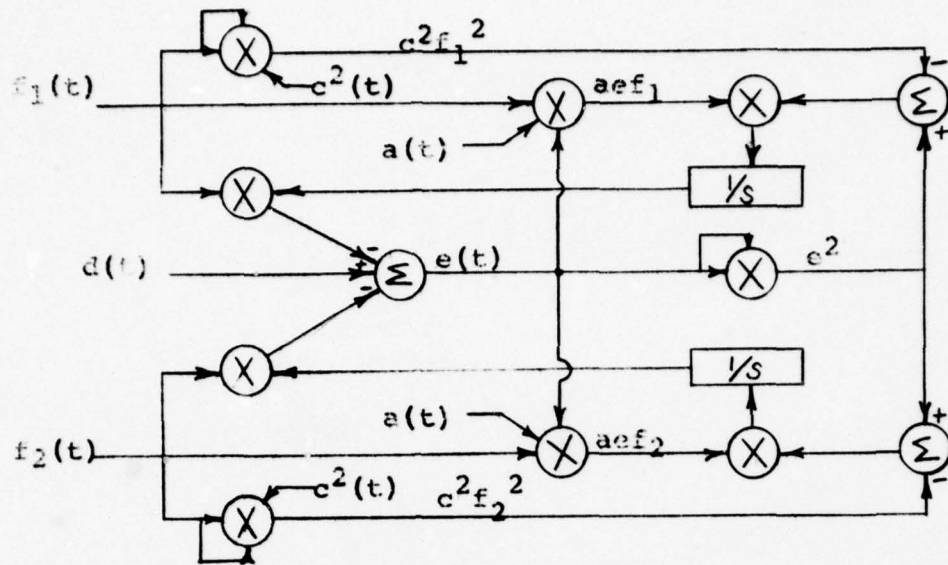 X c²f₁² -
c²(t)
f₁(t) X aef₁ X Σ
a(t) +
X 1/S
-
d(t) + Σ e(t) X e²
-
X 1/S
a(t) +
f₂(t) X aef₂ X Σ
c²(t) -
X c²f₂²